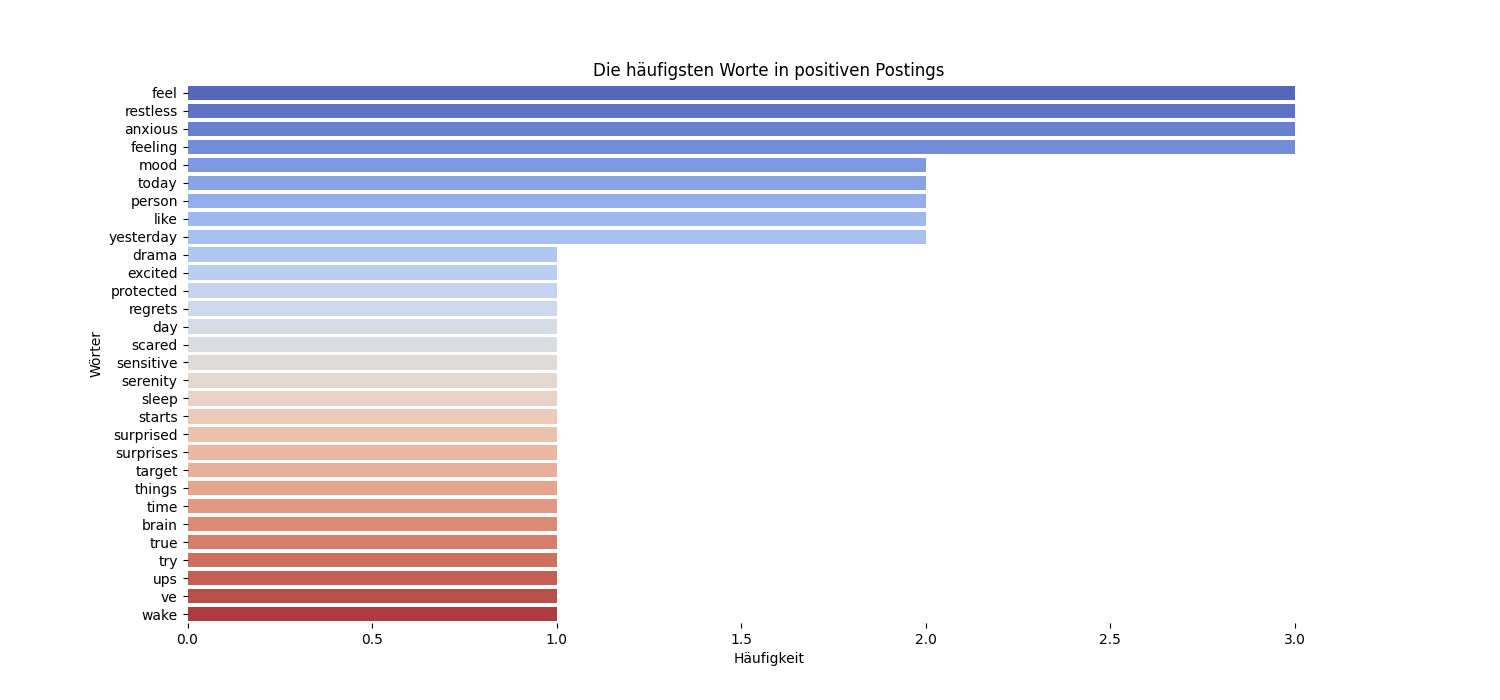 Die häufigsten Worte in positiven Postings
feel
restless
anxious
feeling
mood
today
person
like
yesterday
drama
excited
protected
regrets
day
scared
sensitive
serenity
sleep
starts
surprised
surprises
target
things
time
brain
true
try
ups
ve
wake
Wörter
0.0 0.5 1.0 1.5 2.0 2.5 3.0
Häufigkeit